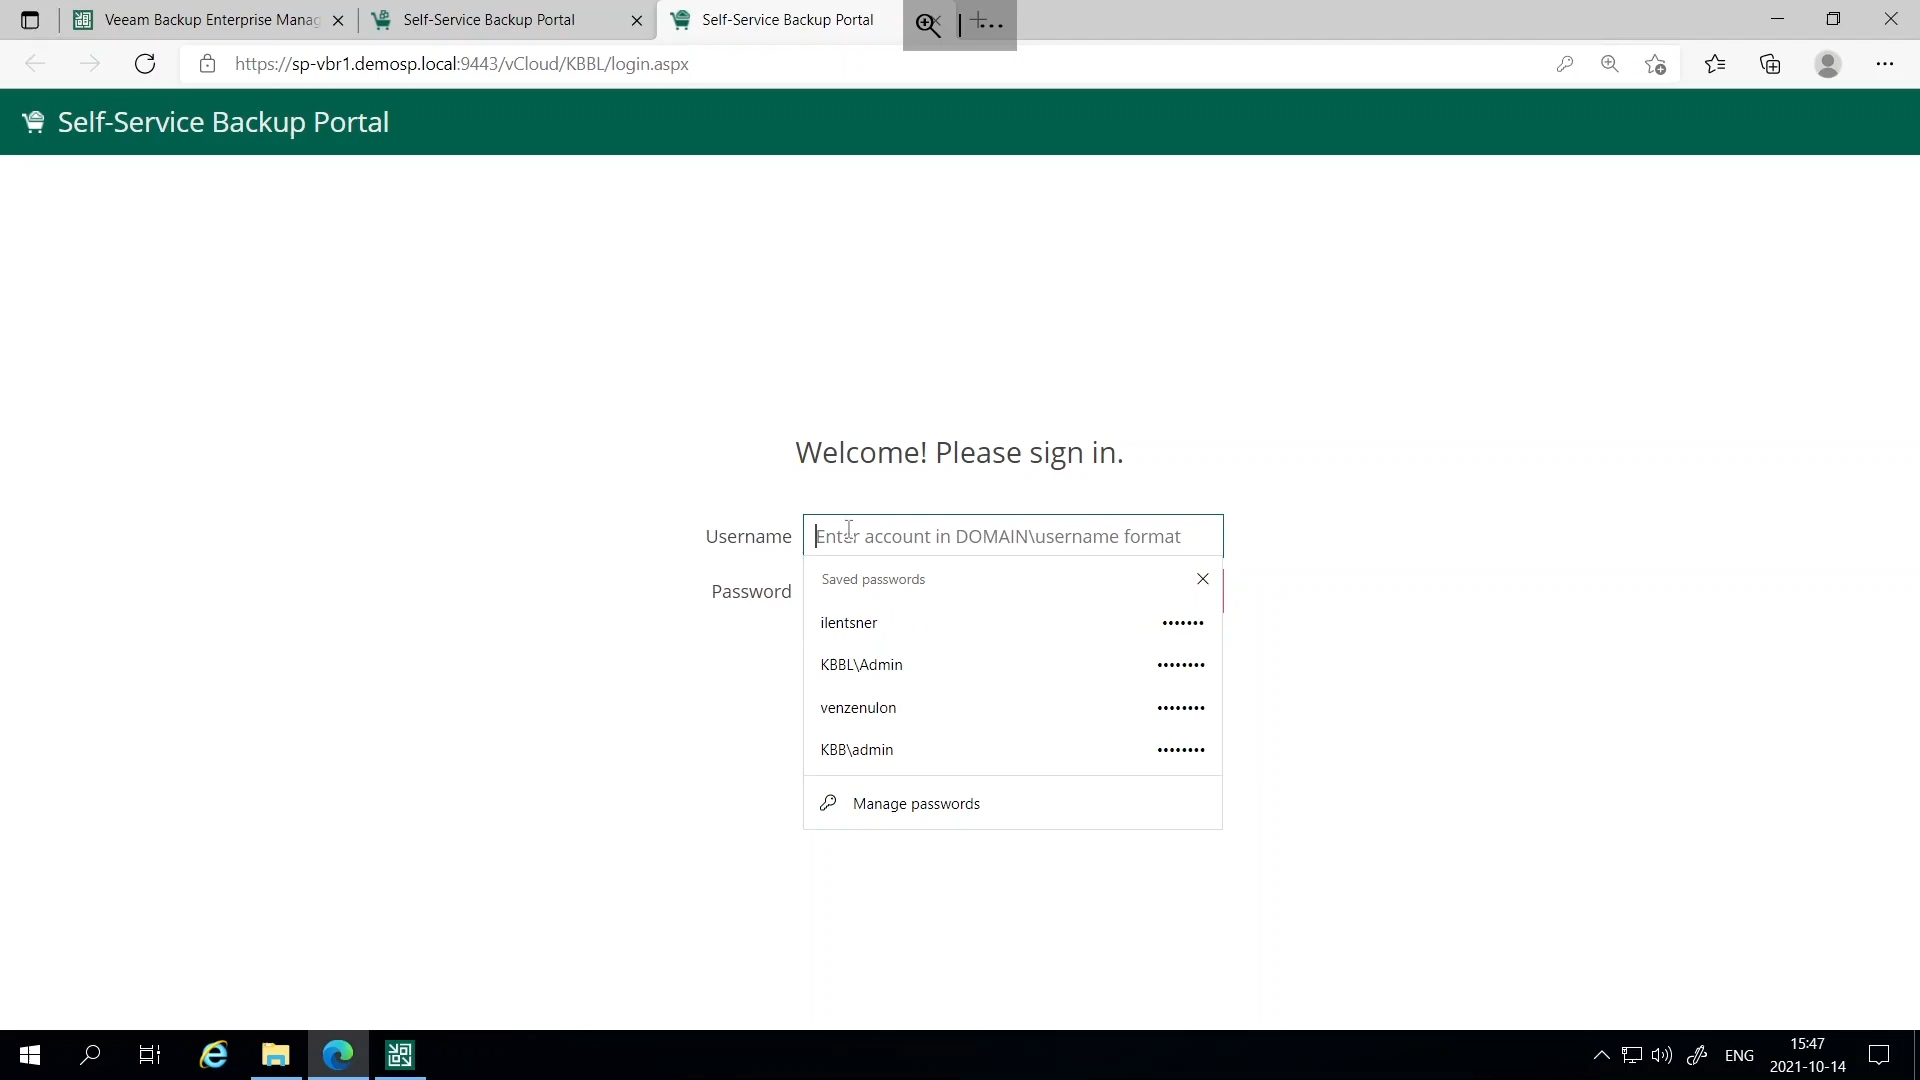 Veeam Backup Enterprise Manag
Self-Service Backup Portal
Self-Service Backup Portal
https://sp-vbr1.demosp.local:9443/vCloud/KBBL/login.aspx
Self-Service Backup Portal
Welcome! Please sign in.
Username
Enter account in DOMAIN\username format
Saved passwords
Password
ilentsner •••••••
KBBL\Admin ••••••••
venzenulon ••••••••
KBB\admin ••••••••
Manage passwords
ENG
15:47
2021-10-14